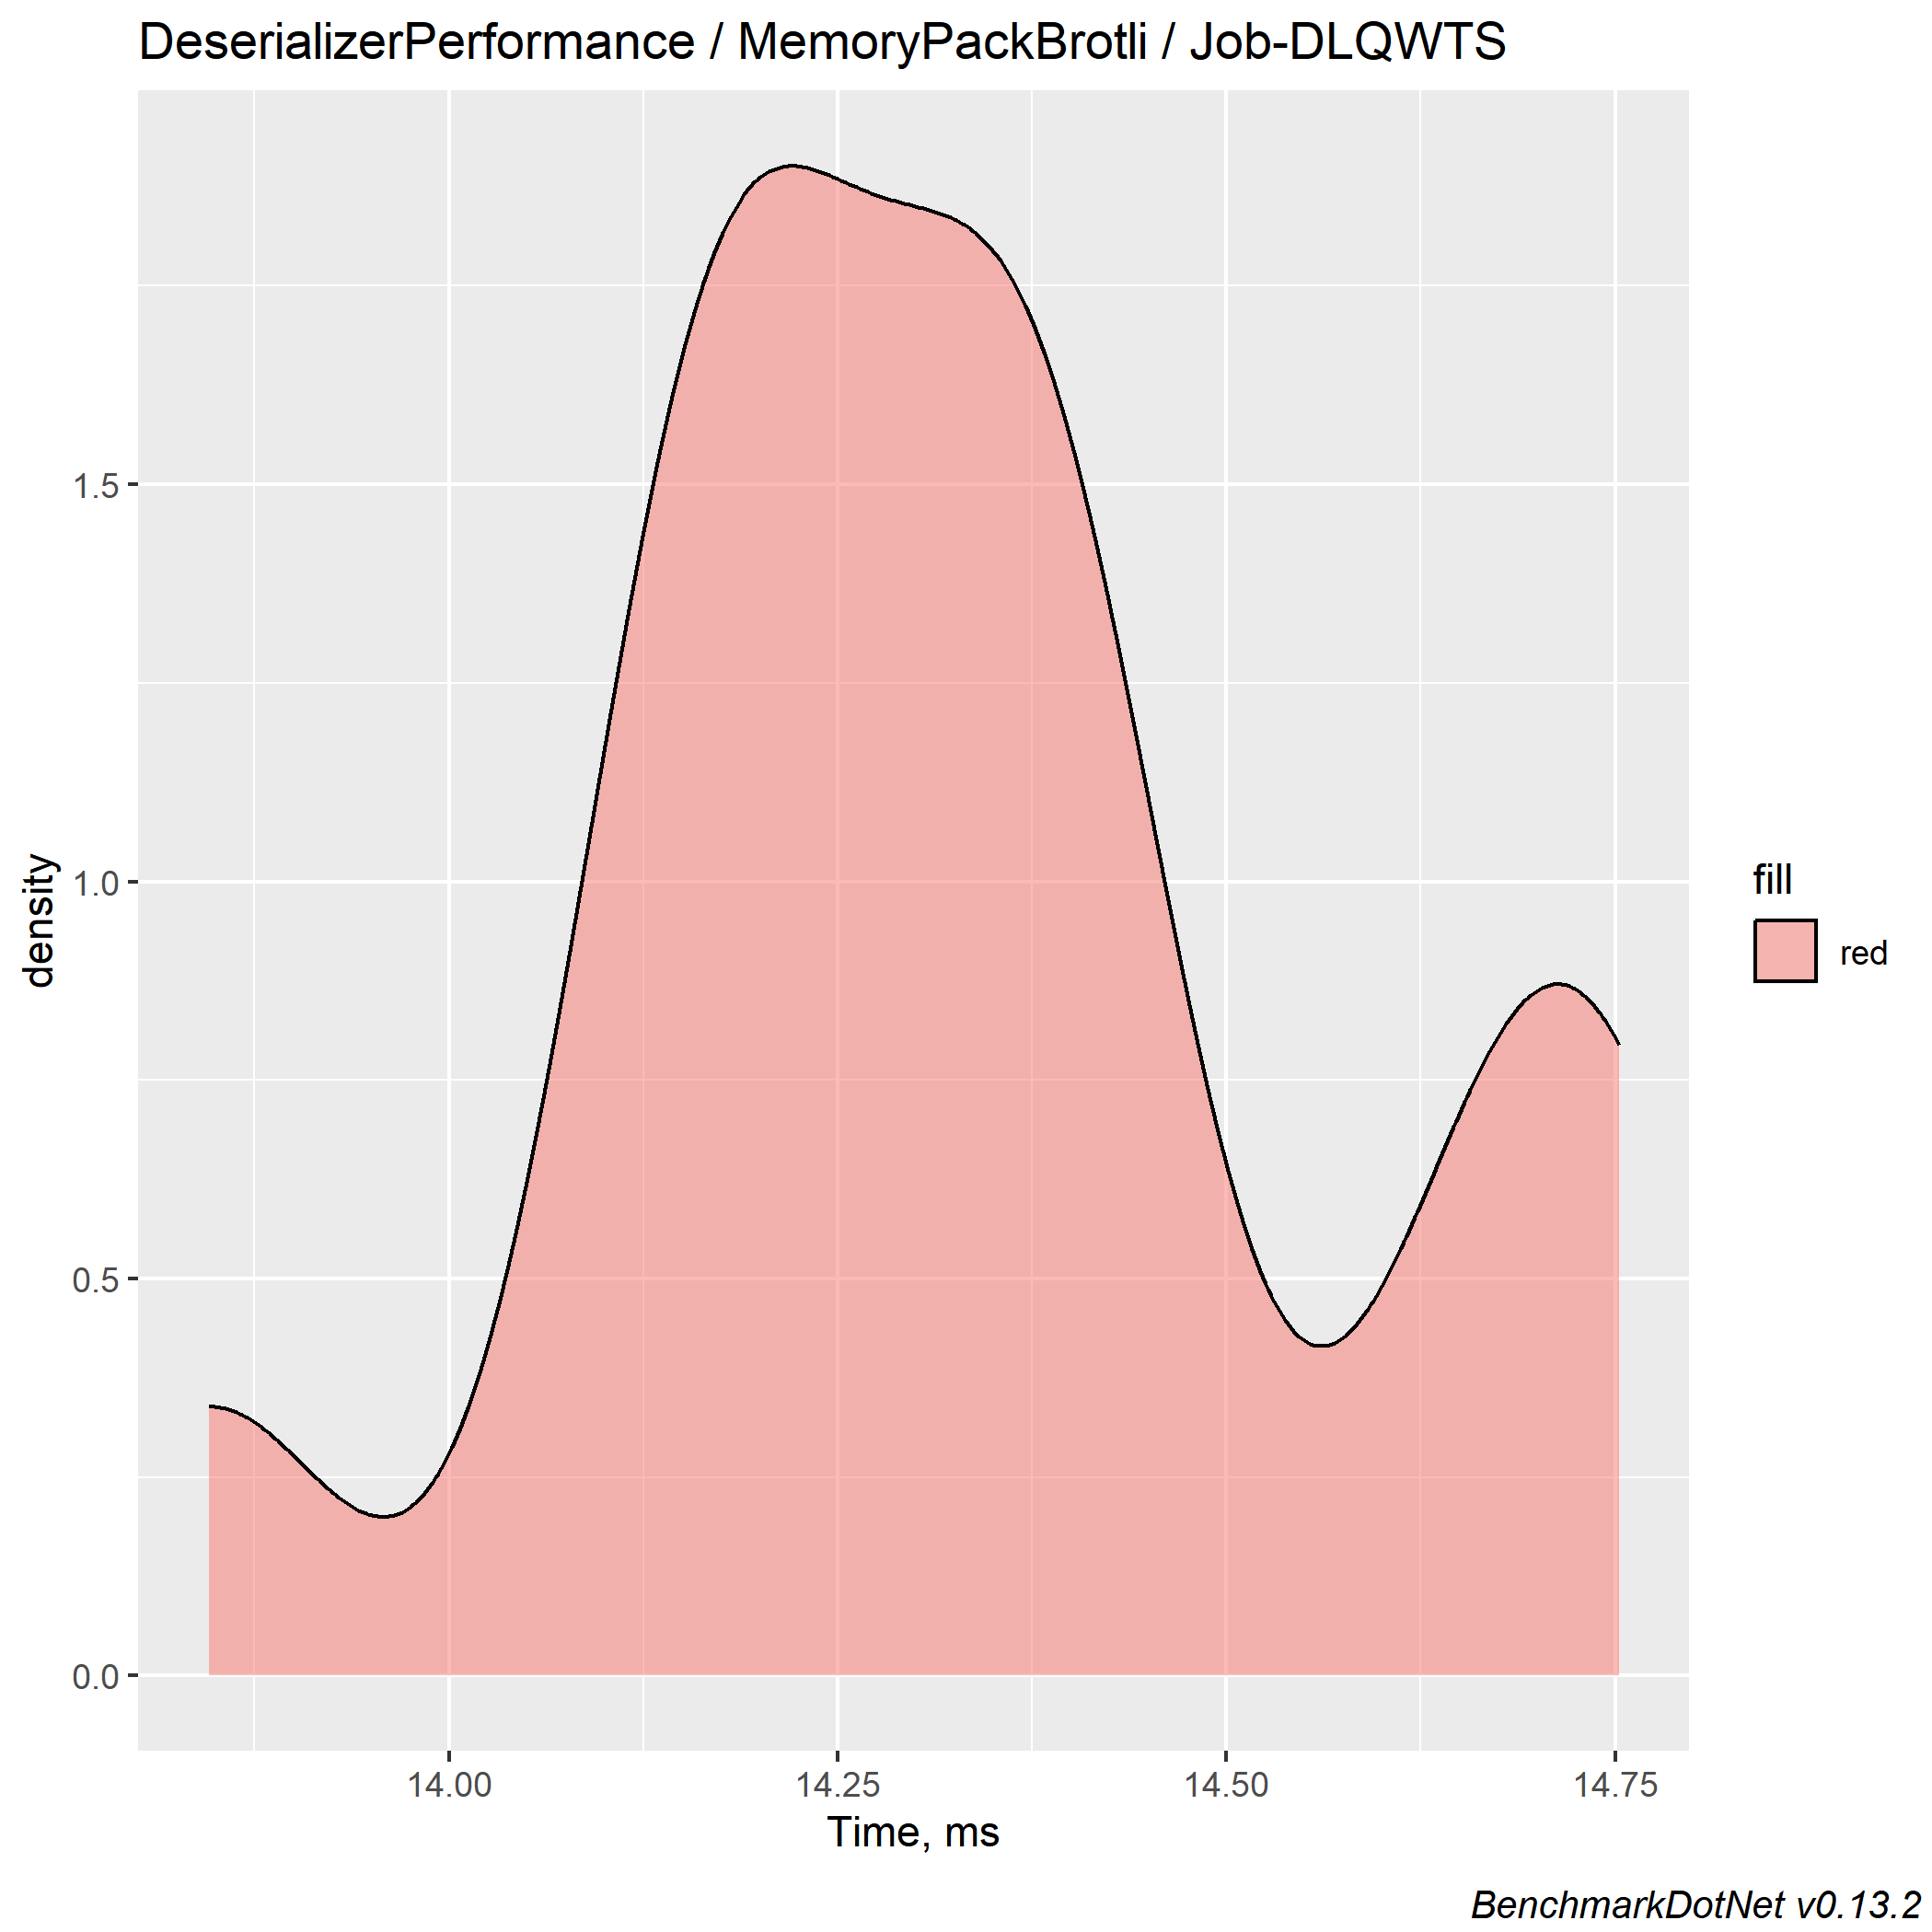 DeserializerPerformance / MemoryPackBrotli / Job-DLQWTS
density
1.5
1.0
0.5
0.0
14.00
14.25
14.50
14.75
Time, ms
fill
red
BenchmarkDotNet v0.13.2